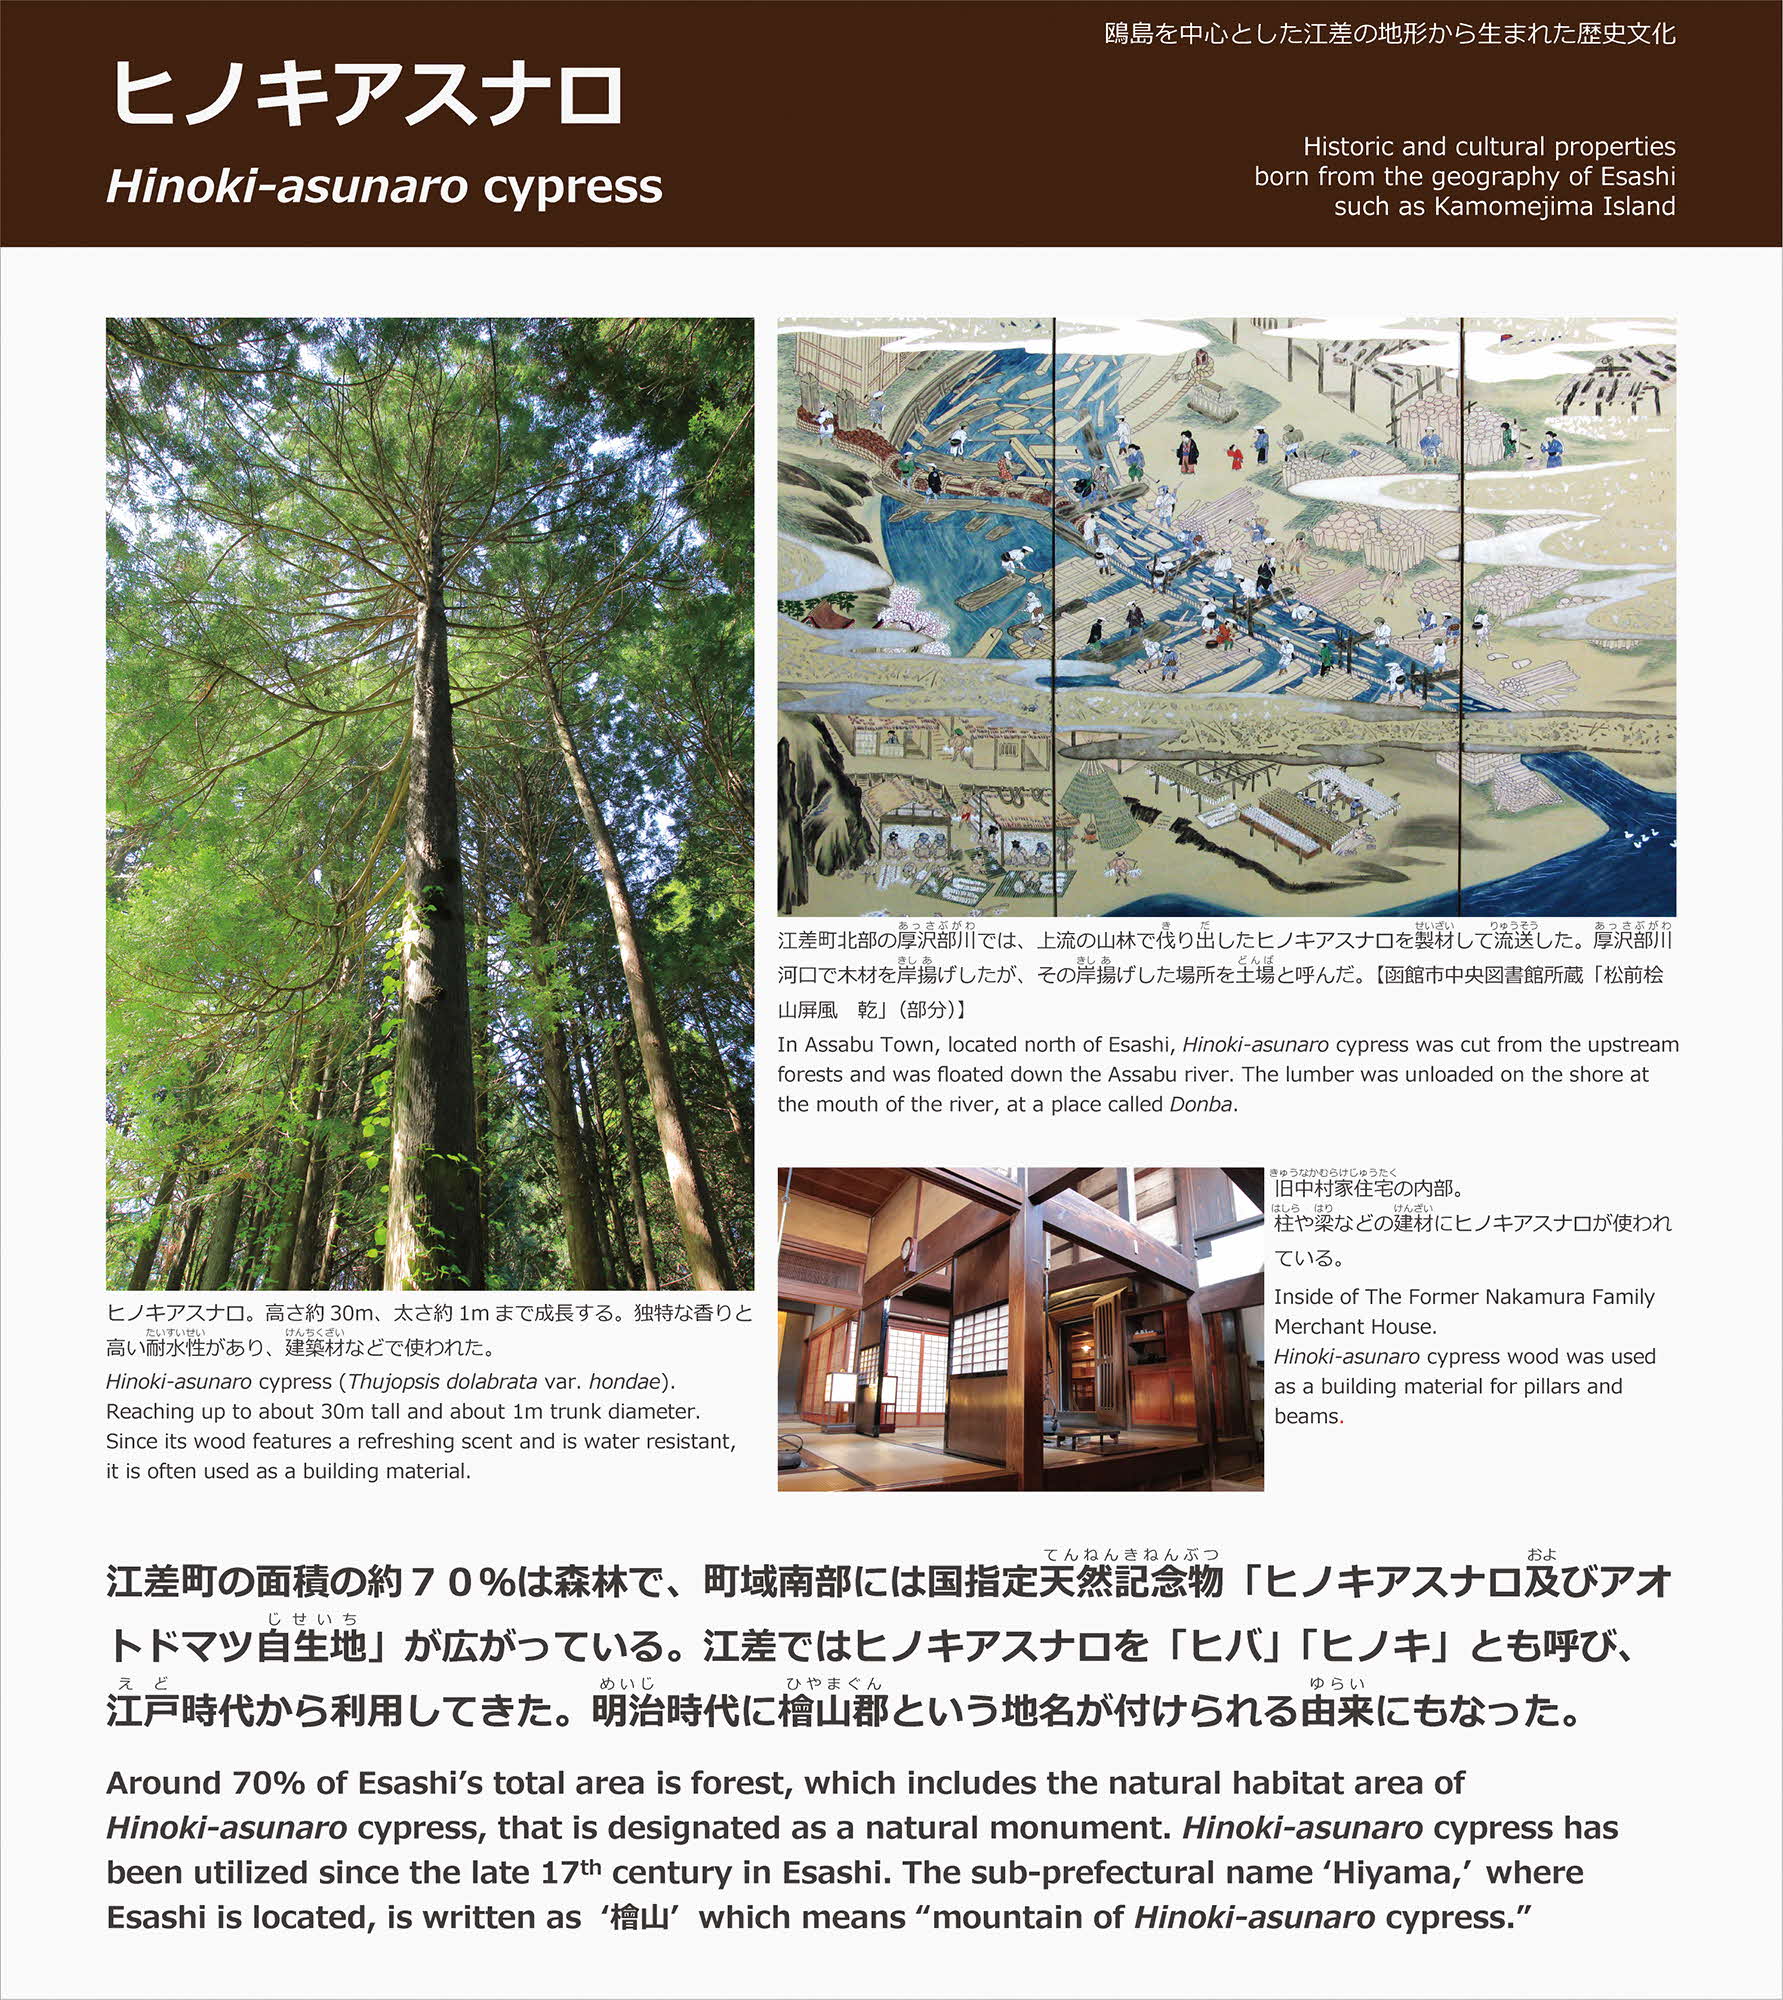 鴎島を中心とした江差の地形から生まれた歴史文化
ヒノキアスナロ
Hinoki-asunaro cypress
Historic and cultural properties
born from the geography of Esashi
such as Kamomejima Island
あっさぶがわ き だ せいざい りゅうそう あっさぶがわ
江差町北部の厚沢部川では、上流の山林で伐り出したヒノキアスナロを製材して流送した。厚沢部川
きし あ きし あ どんば
河口で木材を岸揚げしたが、その岸揚げした場所を土場と呼んだ。【函館市中央図書館所蔵「松前桧
山屏風　乾」（部分）】
In Assabu Town, located north of Esashi, Hinoki-asunaro cypress was cut from the upstream
forests and was floated down the Assabu river. The lumber was unloaded on the shore at
the mouth of the river, at a place called Donba.
きゅうなかむらけじゅうたく
旧中村家住宅の内部。
はしら はり けんざい
柱や梁などの建材にヒノキアスナロが使われ
ている。
Inside of The Former Nakamura Family
Merchant House.
Hinoki-asunaro cypress wood was used
as a building material for pillars and
beams.
ヒノキアスナロ。高さ約 30m、太さ約 1m まで成長する。独特な香りと
たいすいせい けんちくざい
高い耐水性があり、建築材などで使われた。
Hinoki-asunaro cypress (Thujopsis dolabrata var. hondae).
Reaching up to about 30m tall and about 1m trunk diameter.
Since its wood features a refreshing scent and is water resistant,
it is often used as a building material.
てんねんきねんぶつ およ
江差町の面積の約７０％は森林で、町域南部には国指定天然記念物「ヒノキアスナロ及びアオ
じせいち
トドマツ自生地」が広がっている。江差ではヒノキアスナロを「ヒバ」「ヒノキ」とも呼び、
えど めいじ ひやまぐん ゆらい
江戸時代から利用してきた。明治時代に檜山郡という地名が付けられる由来にもなった。
Around 70% of Esashi’s total area is forest, which includes the natural habitat area of
Hinoki-asunaro cypress, that is designated as a natural monument. Hinoki-asunaro cypress has
been utilized since the late 17th century in Esashi. The sub-prefectural name ‘Hiyama,’ where
Esashi is located, is written as ‘檜山’ which means “mountain of Hinoki-asunaro cypress.”